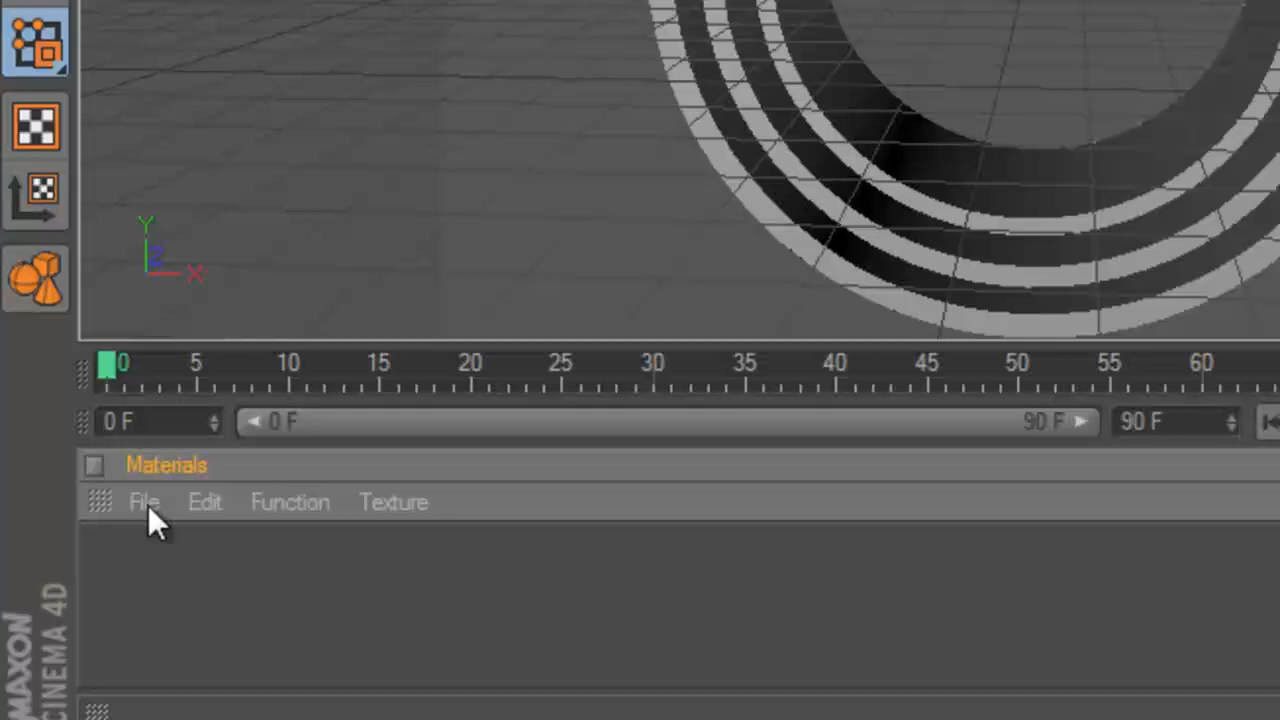 Y
Z
X
0 5 10 15 20 25 30 35 40 45 50 55 60
0 F 0 F 90 F 90 F
Materials
File Edit Function Texture
MAXON
CINEMA 4D